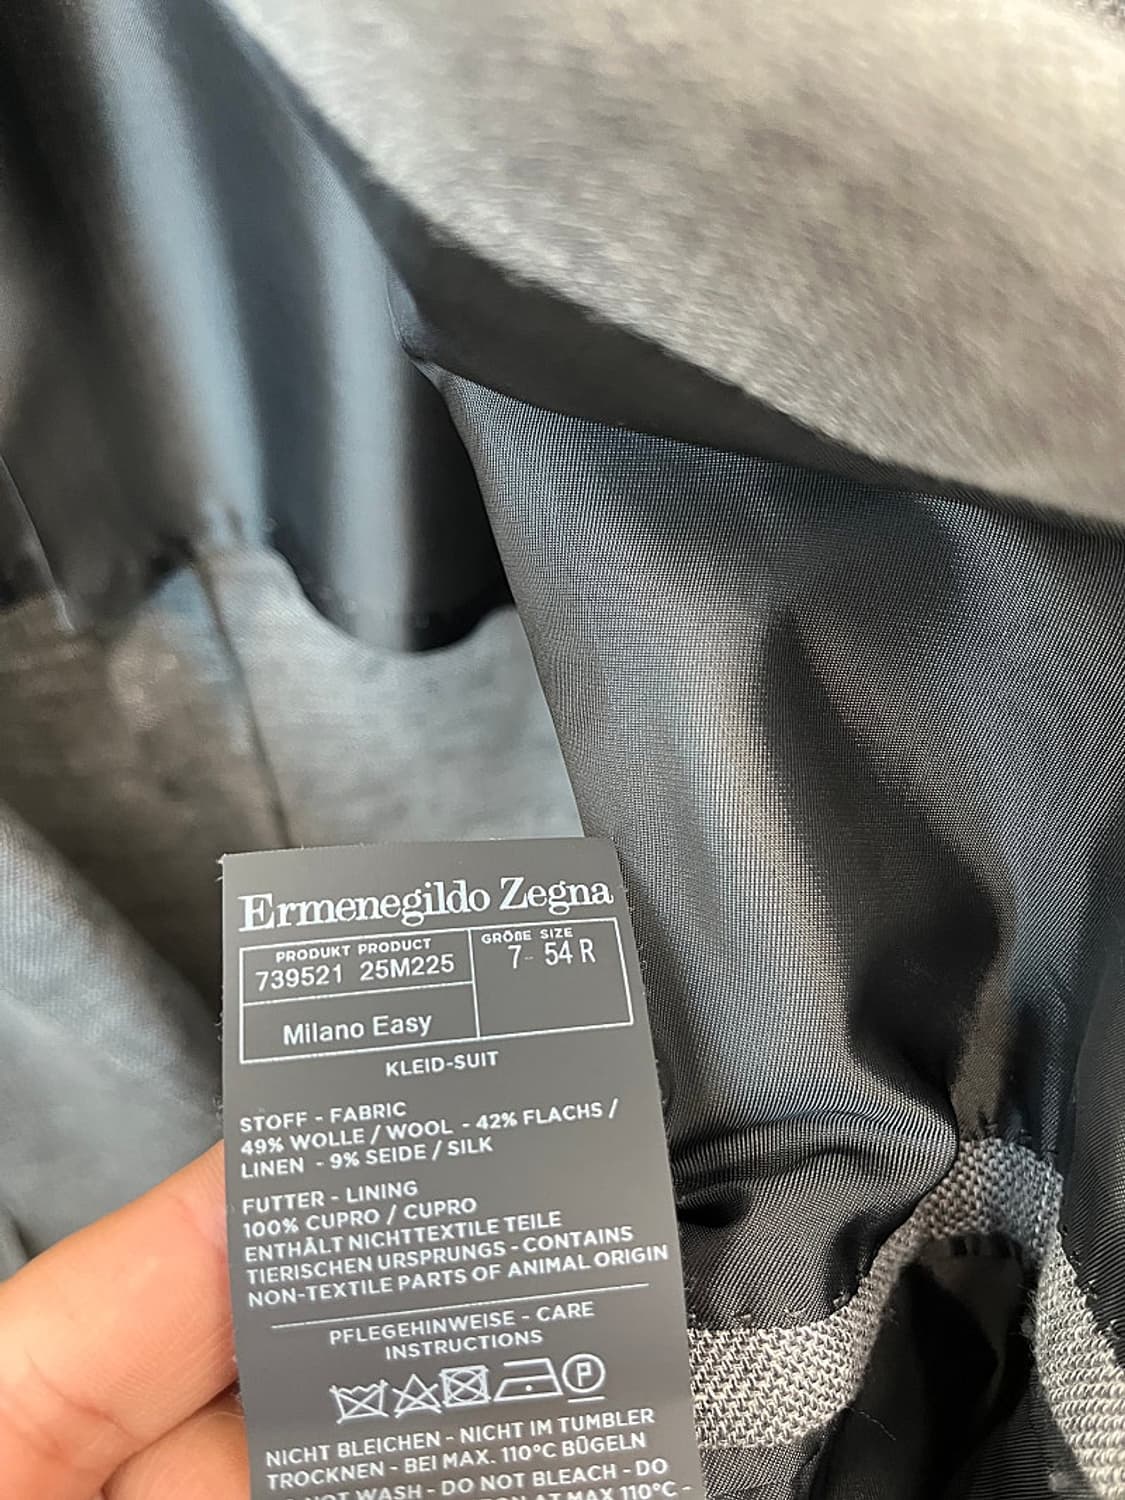 Ermenegildo Zegna
PRODUKT PRODUCT
739521 25M225
GRÖßE SIZE
7- 54 R
Milano Easy
KLEID-SUIT
STOFF - FABRIC
49% WOLLE / WOOL - 42% FLACHS /
LINEN - 9% SEIDE / SILK
FUTTER - LINING
100% CUPRO / CUPRO
ENTHÄLT NICHTTEXTILE TEILE
TIERISCHEN URSPRUNGS - CONTAINS
NON-TEXTILE PARTS OF ANIMAL ORIGIN
PFLEGEHINWEISE - CARE
INSTRUCTIONS
P
NICHT BLEICHEN - NICHT IM TUMBLER
TROCKNEN - BEI MAX. 110°C BÜGELN
NOT WASH - DO NOT BLEACH - DO
AT MAX 110°C -